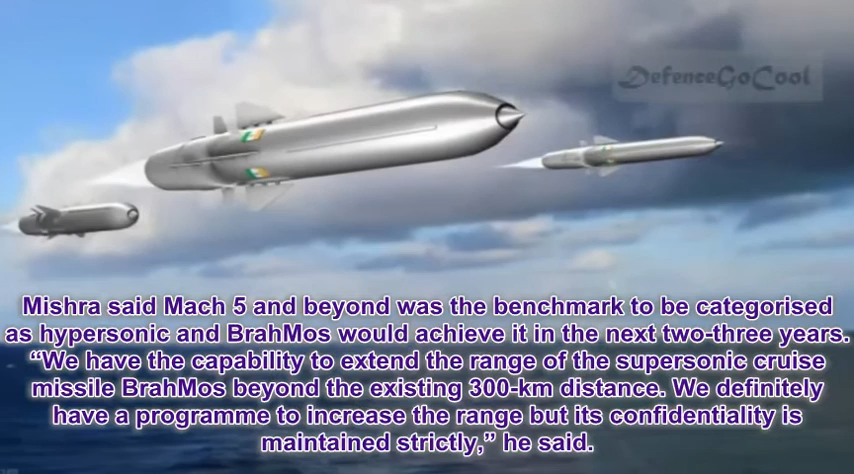 DefenceGoCool
Mishra said Mach 5 and beyond was the benchmark to be categorised
as hypersonic and BrahMos would achieve it in the next two-three years.
“We have the capability to extend the range of the supersonic cruise
missile BrahMos beyond the existing 300-km distance. We definitely
have a programme to increase the range but its confidentiality is
maintained strictly,” he said.